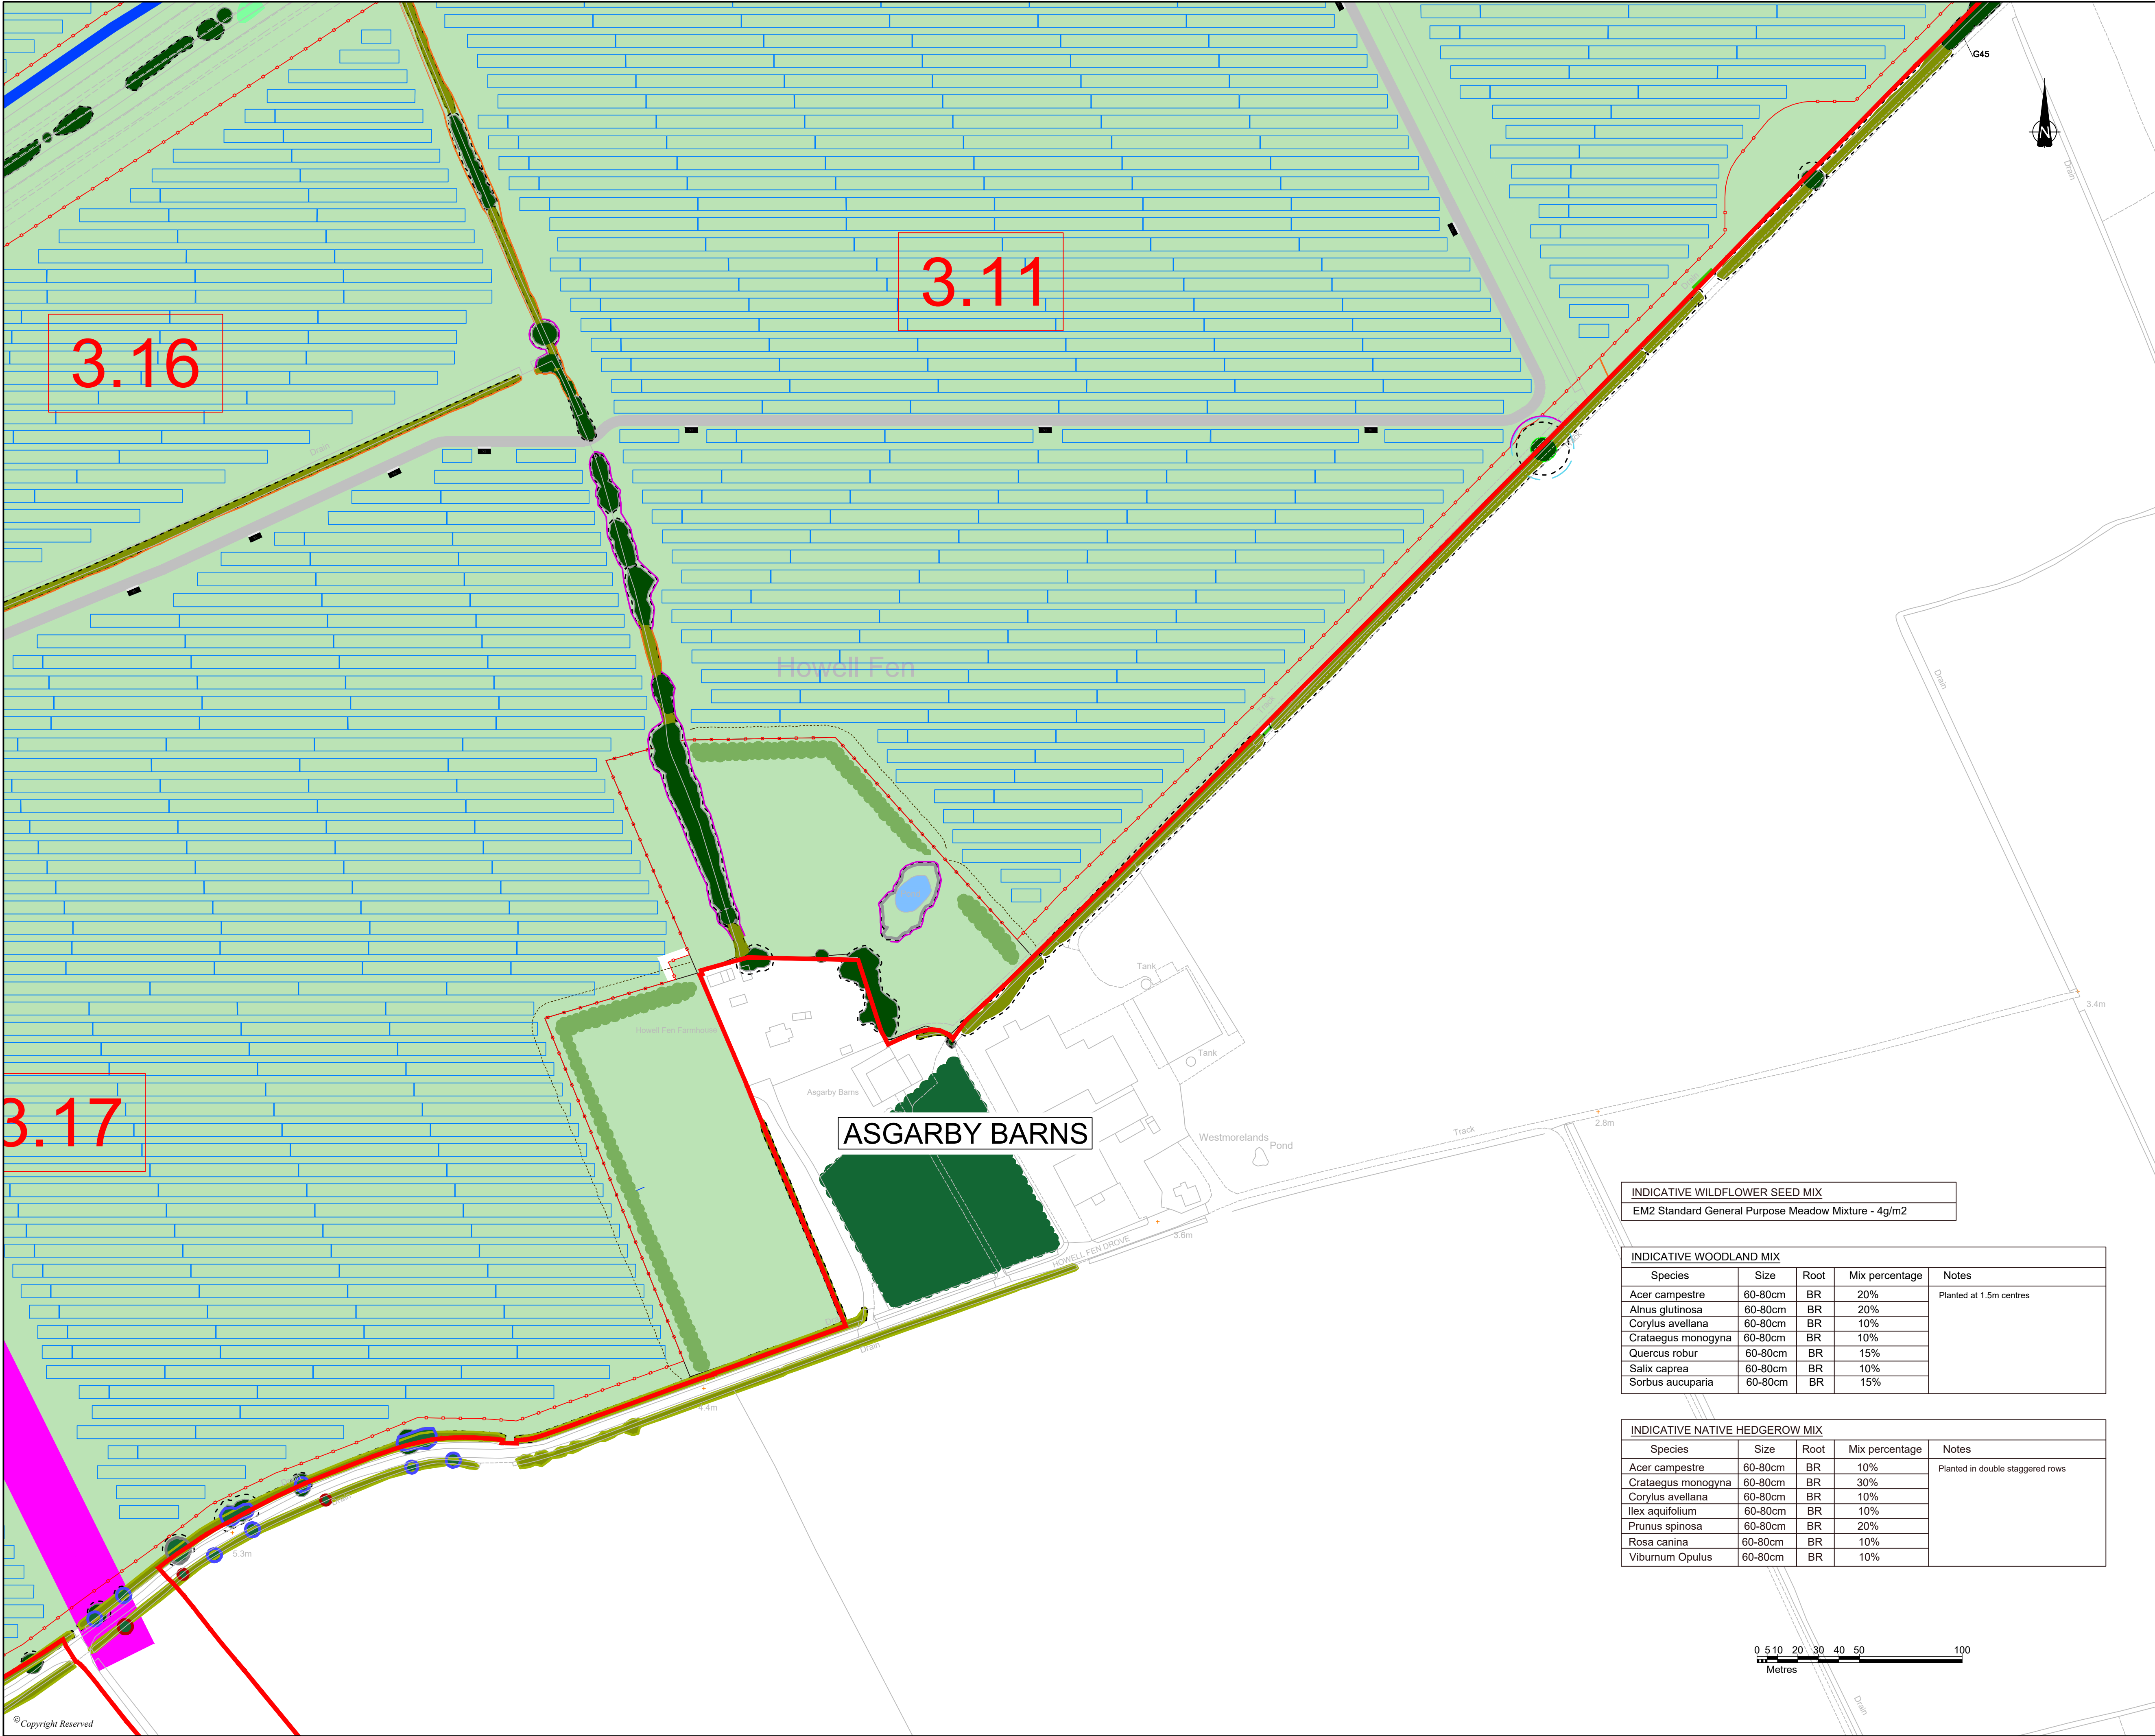 G45
N
Drain
3.11
3.16
Drain
Howell Fen
Track
Drain
Tank
3.4m
Howell Fen Farmhouse
Tank
Asgarby Barns
3.17
ASGARBY BARNS
Westmorelands
Pond
Track
2.8m
HOWELL FEN DROVE
3.6m
Drain
4.4m
5.3m
Drain
INDICATIVE WILDFLOWER SEED MIX
EM2 Standard General Purpose Meadow Mixture - 4g/m2
INDICATIVE WOODLAND MIX
Species Size Root Mix percentage Notes
Acer campestre 60-80cm BR 20% Planted at 1.5m centres
Alnus glutinosa 60-80cm BR 20%
Corylus avellana 60-80cm BR 10%
Crataegus monogyna 60-80cm BR 10%
Quercus robur 60-80cm BR 15%
Salix caprea 60-80cm BR 10%
Sorbus aucuparia 60-80cm BR 15%
INDICATIVE NATIVE HEDGEROW MIX
Species Size Root Mix percentage Notes
Acer campestre 60-80cm BR 10% Planted in double staggered rows
Crataegus monogyna 60-80cm BR 30%
Corylus avellana 60-80cm BR 10%
Ilex aquifolium 60-80cm BR 10%
Prunus spinosa 60-80cm BR 20%
Rosa canina 60-80cm BR 10%
Viburnum Opulus 60-80cm BR 10%
0 5 10 20 30 40 50 100
Metres
Drain
©Copyright Reserved